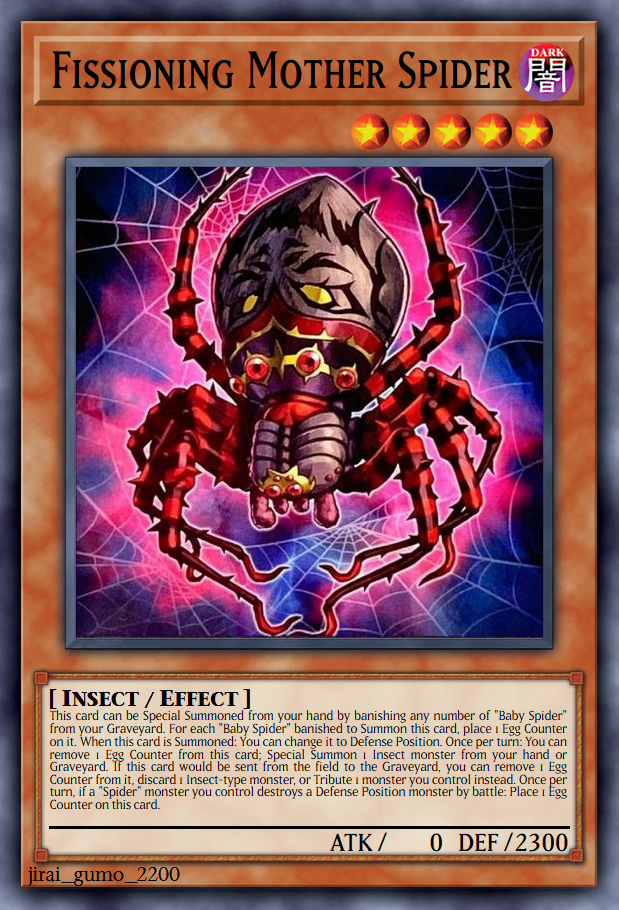 Fissioning Mother Spider
DARK
闇
[ Insect / Effect ]
This card can be Special Summoned from your hand by banishing any number of "Baby Spider"
from your Graveyard. For each "Baby Spider" banished to Summon this card, place 1 Egg Counter
on it. When this card is Summoned: You can change it to Defense Position. Once per turn: You can
remove 1 Egg Counter from this card; Special Summon 1 Insect monster from your hand or
Graveyard. If this card would be sent from the field to the Graveyard, you can remove 1 Egg
Counter from it, discard 1 Insect-type monster, or Tribute 1 monster you control instead. Once per
turn, if a "Spider" monster you control destroys a Defense Position monster by battle: Place 1 Egg
Counter on this card.
ATK / 0 DEF /2300
jirai_gumo_2200